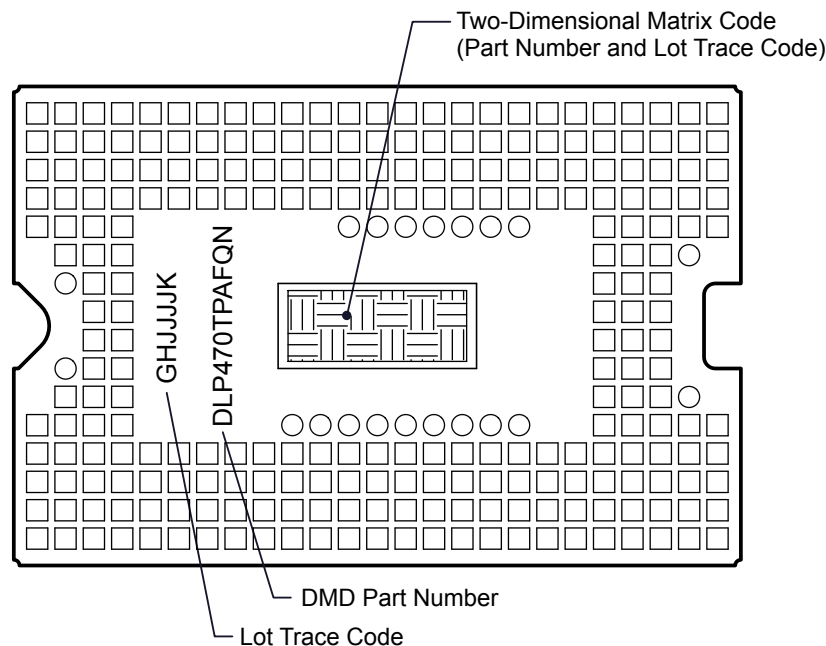 Two-Dimensional Matrix Code
(Part Number and Lot Trace Code)
GHJJJJK
DLP470TPAFQN
DMD Part Number
Lot Trace Code